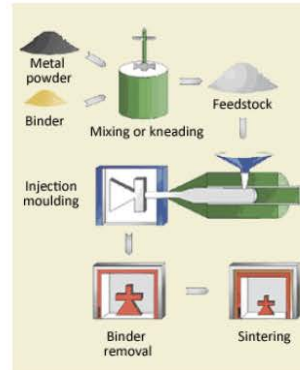 Metal
powder
Binder
Mixing or kneading
Feedstock
Injection
moulding
Binder
removal
Sintering